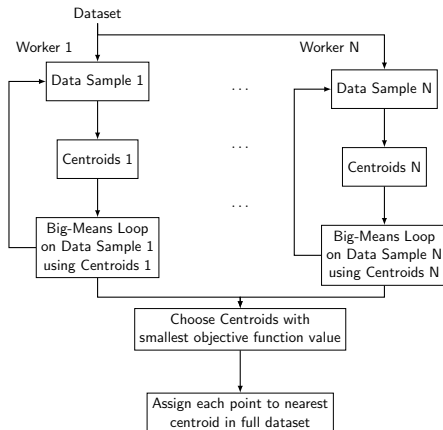 Dataset
Worker 1
Worker N
Data Sample 1
...
Data Sample N
Centroids 1
...
Centroids N
...
Big-Means Loop
on Data Sample 1
using Centroids 1
Big-Means Loop
on Data Sample N
using Centroids N
Choose Centroids with
smallest objective function value
Assign each point to nearest
centroid in full dataset